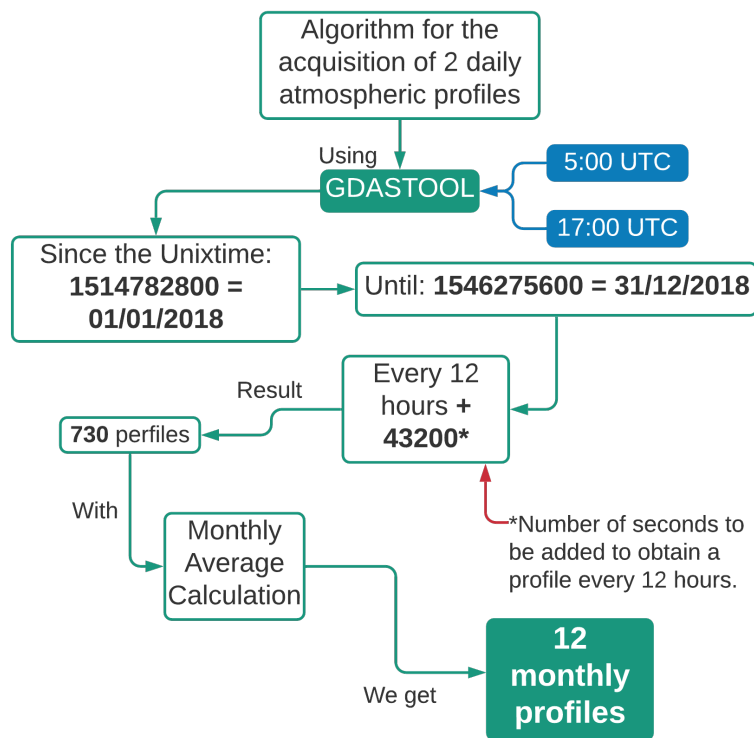 Algorithm for the
acquisition of 2 daily
atmospheric profiles
Using
GDASTOOL
5:00 UTC
17:00 UTC
Since the Unixtime:
1514782800 =
01/01/2018
Until: 1546275600 = 31/12/2018
Every 12
hours +
43200*
Result
730 perfiles
With
Monthly
Average
Calculation
*Number of seconds to
be added to obtain a
profile every 12 hours.
We get
12
monthly
profiles